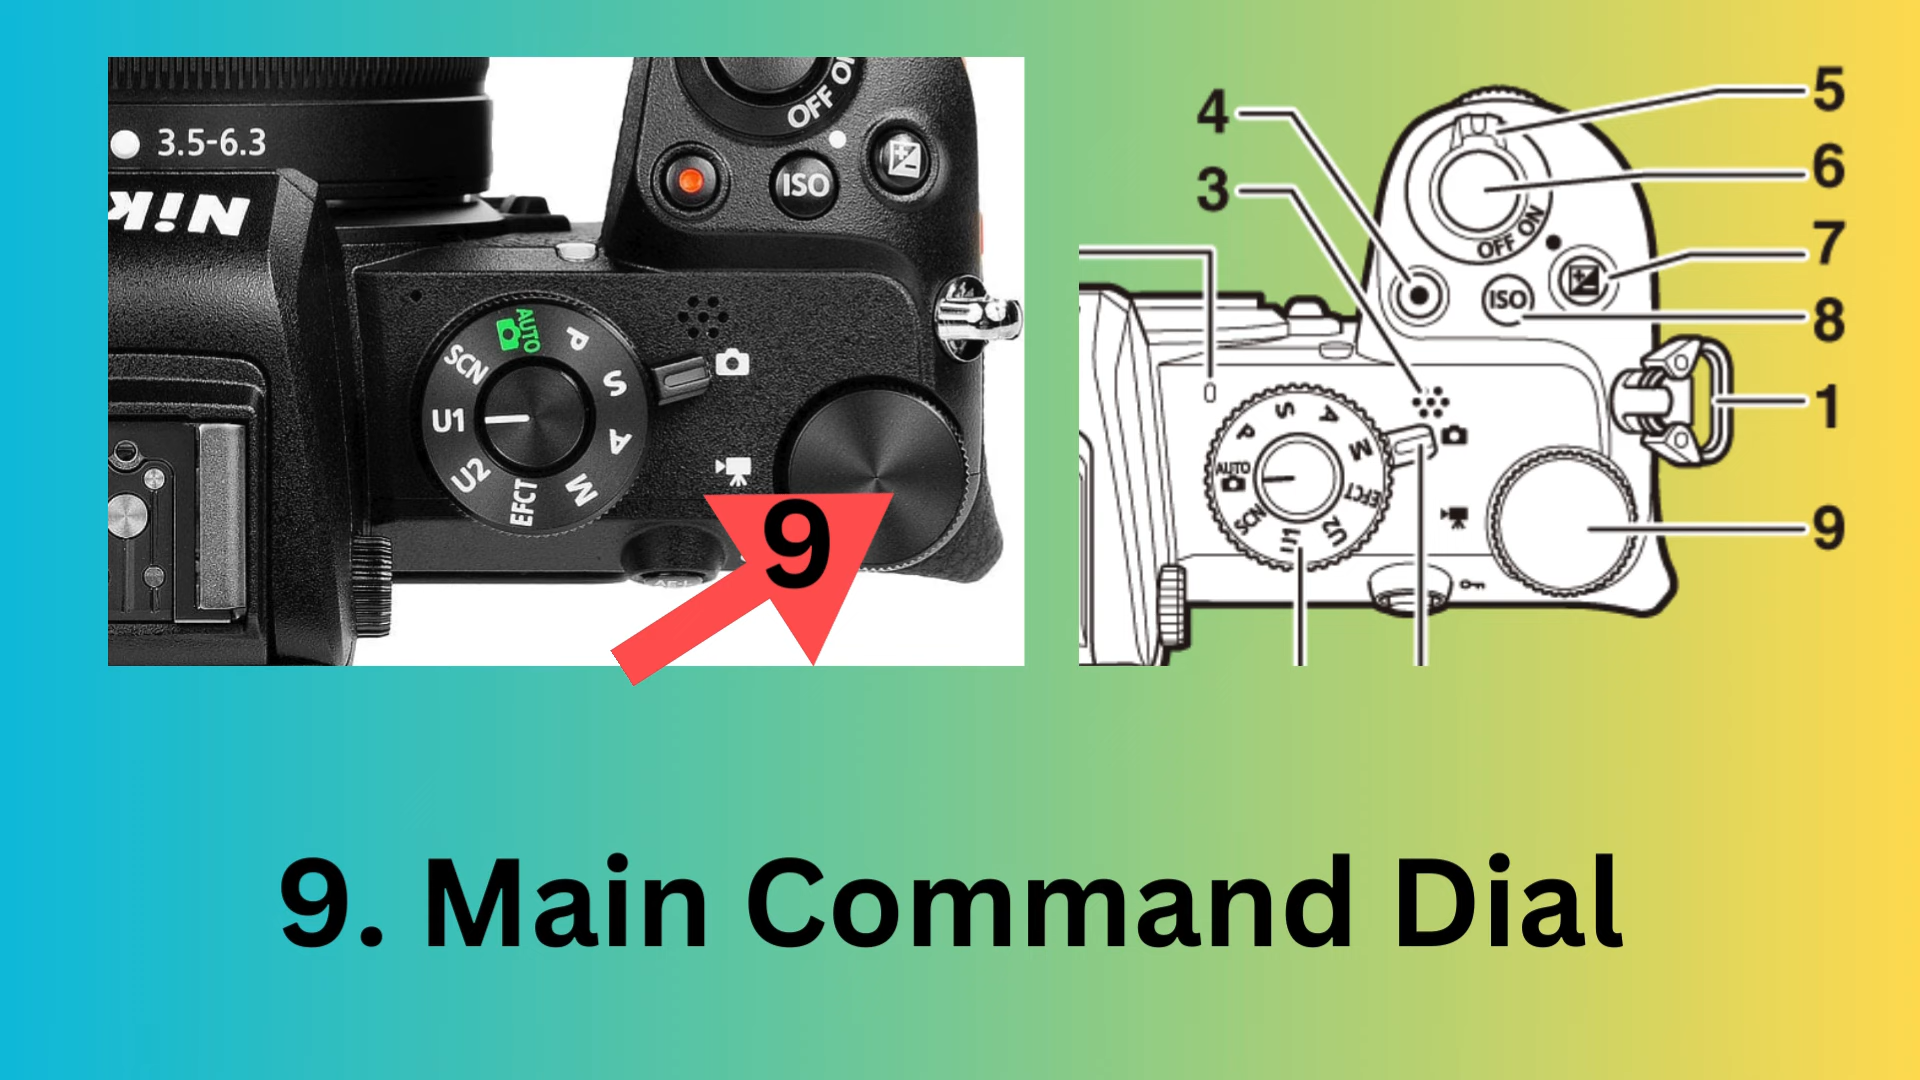 3.5-6.3
Nik
OFF ON
ISO
AUTO
P
S
A
M
EFCT
U2
U1
SCN
AE-L
9
4
3
5
6
7
8
1
9
OFF ON
ISO
S
A
M
EFCT
U2
U1
SCN
AUTO
P
9. Main Command Dial